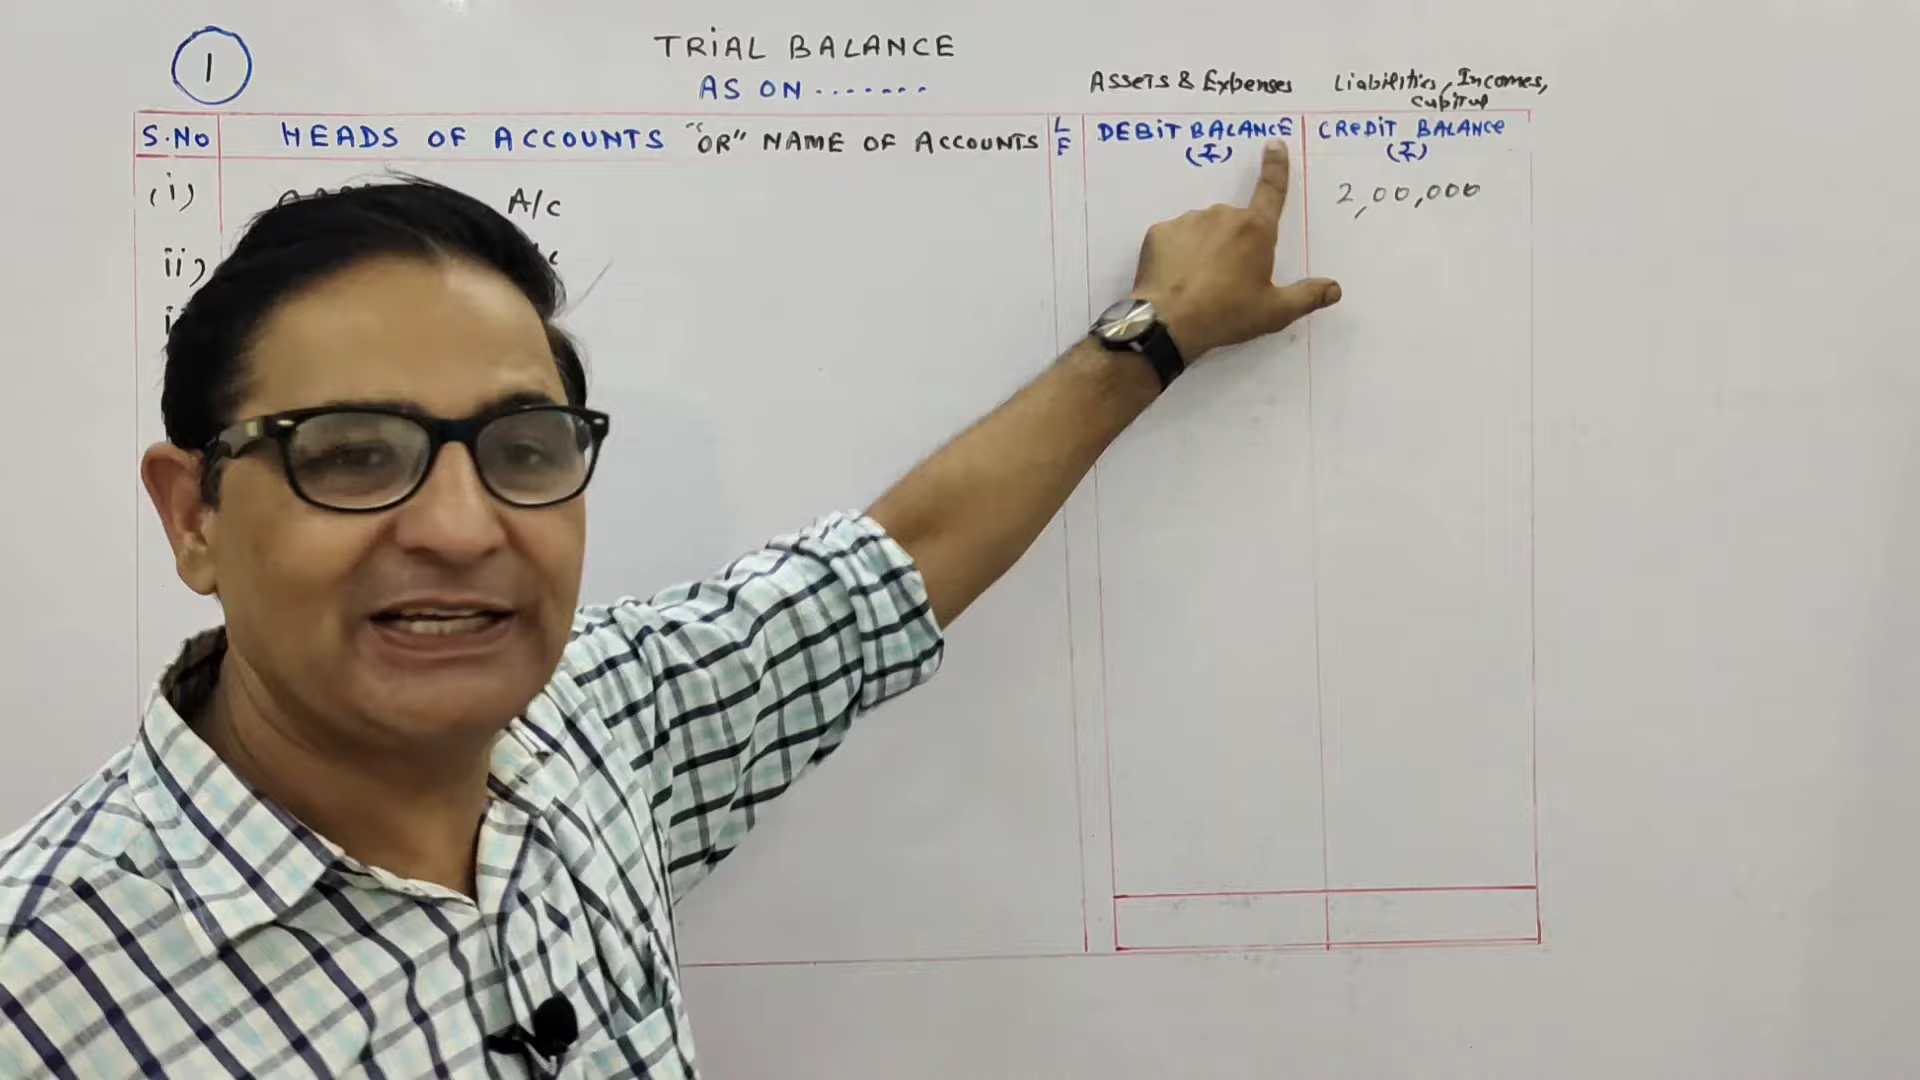 1
TRIAL BALANCE
AS ON .......
Assets & Expenses
Liabilities, Incomes,
Capital
S.NO
HEADS OF ACCOUNTS "OR" NAME OF ACCOUNTS
L
F
DEBIT BALANCE
(₹)
CREDIT BALANCE
(₹)
(i)
A/c
2,00,000
ii)